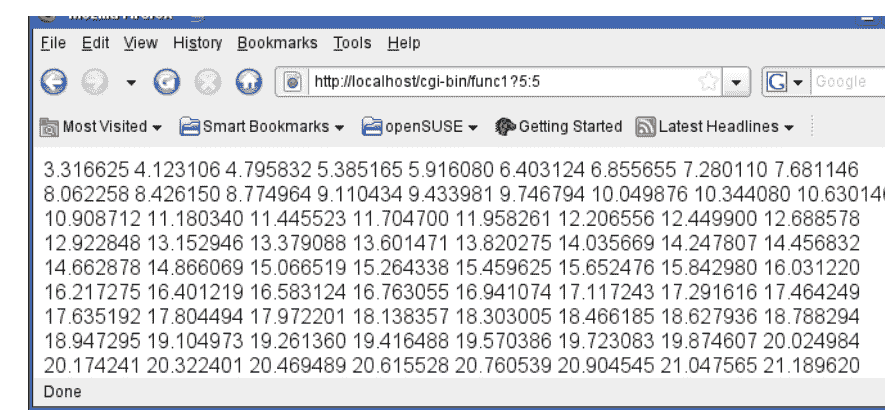 Mozilla Firefox
File Edit View History Bookmarks Tools Help
http://localhost/cgi-bin/func1?5:5 G Google
Most Visited Smart Bookmarks openSUSE Getting Started Latest Headlines
3.316625 4.123106 4.795832 5.385165 5.916080 6.403124 6.855655 7.280110 7.681146
8.062258 8.426150 8.774964 9.110434 9.433981 9.746794 10.049876 10.344080 10.630146
10.908712 11.180340 11.445523 11.704700 11.958261 12.206556 12.449900 12.688578
12.922848 13.152946 13.379088 13.601471 13.820275 14.035669 14.247807 14.456832
14.662878 14.866069 15.066519 15.264338 15.459625 15.652476 15.842980 16.031220
16.217275 16.401219 16.583124 16.763055 16.941074 17.117243 17.291616 17.464249
17.635192 17.804494 17.972201 18.138357 18.303005 18.466185 18.627936 18.788294
18.947295 19.104973 19.261360 19.416488 19.570386 19.723083 19.874607 20.024984
20.174241 20.322401 20.469489 20.615528 20.760539 20.904545 21.047565 21.189620
Done